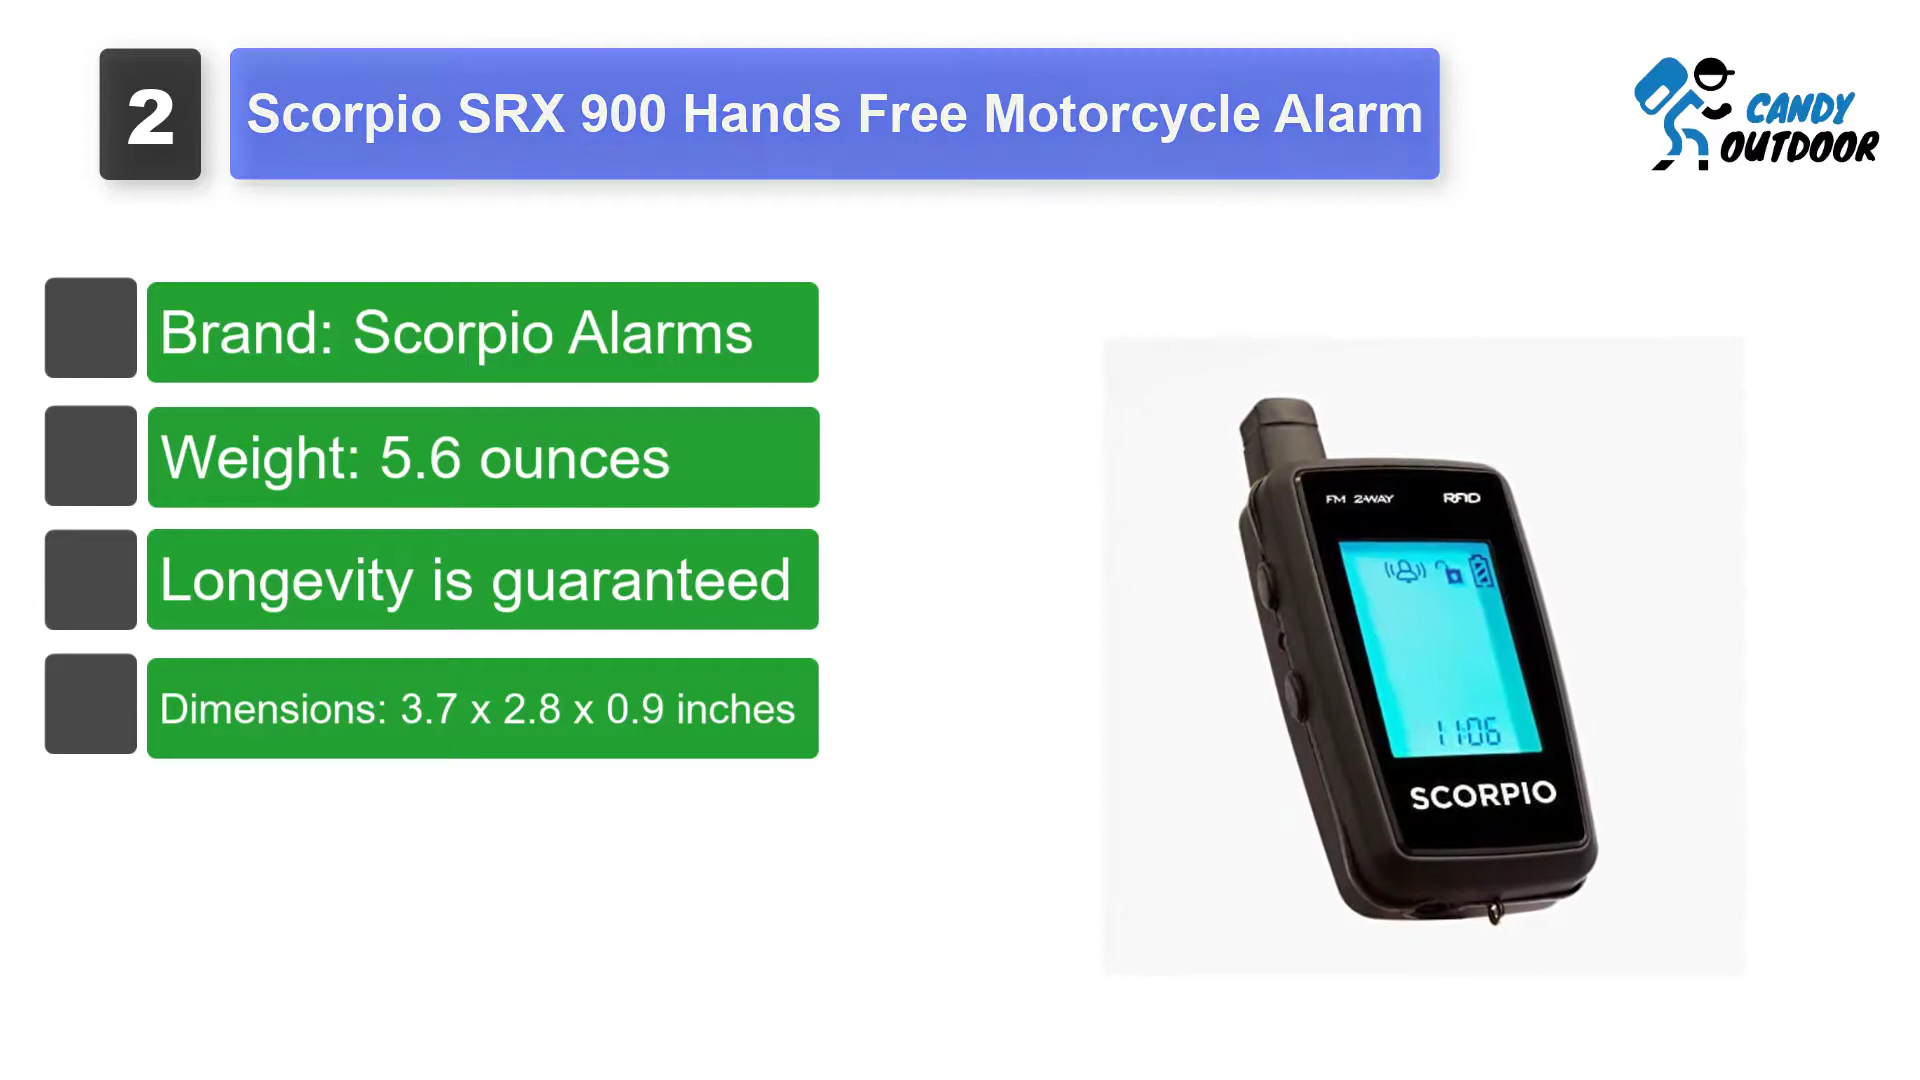 2
Scorpio SRX 900 Hands Free Motorcycle Alarm
CANDY
OUTDOOR
Brand: Scorpio Alarms
Weight: 5.6 ounces
Longevity is guaranteed
Dimensions: 3.7 x 2.8 x 0.9 inches
FM 2-WAY RFID
11:06
SCORPIO